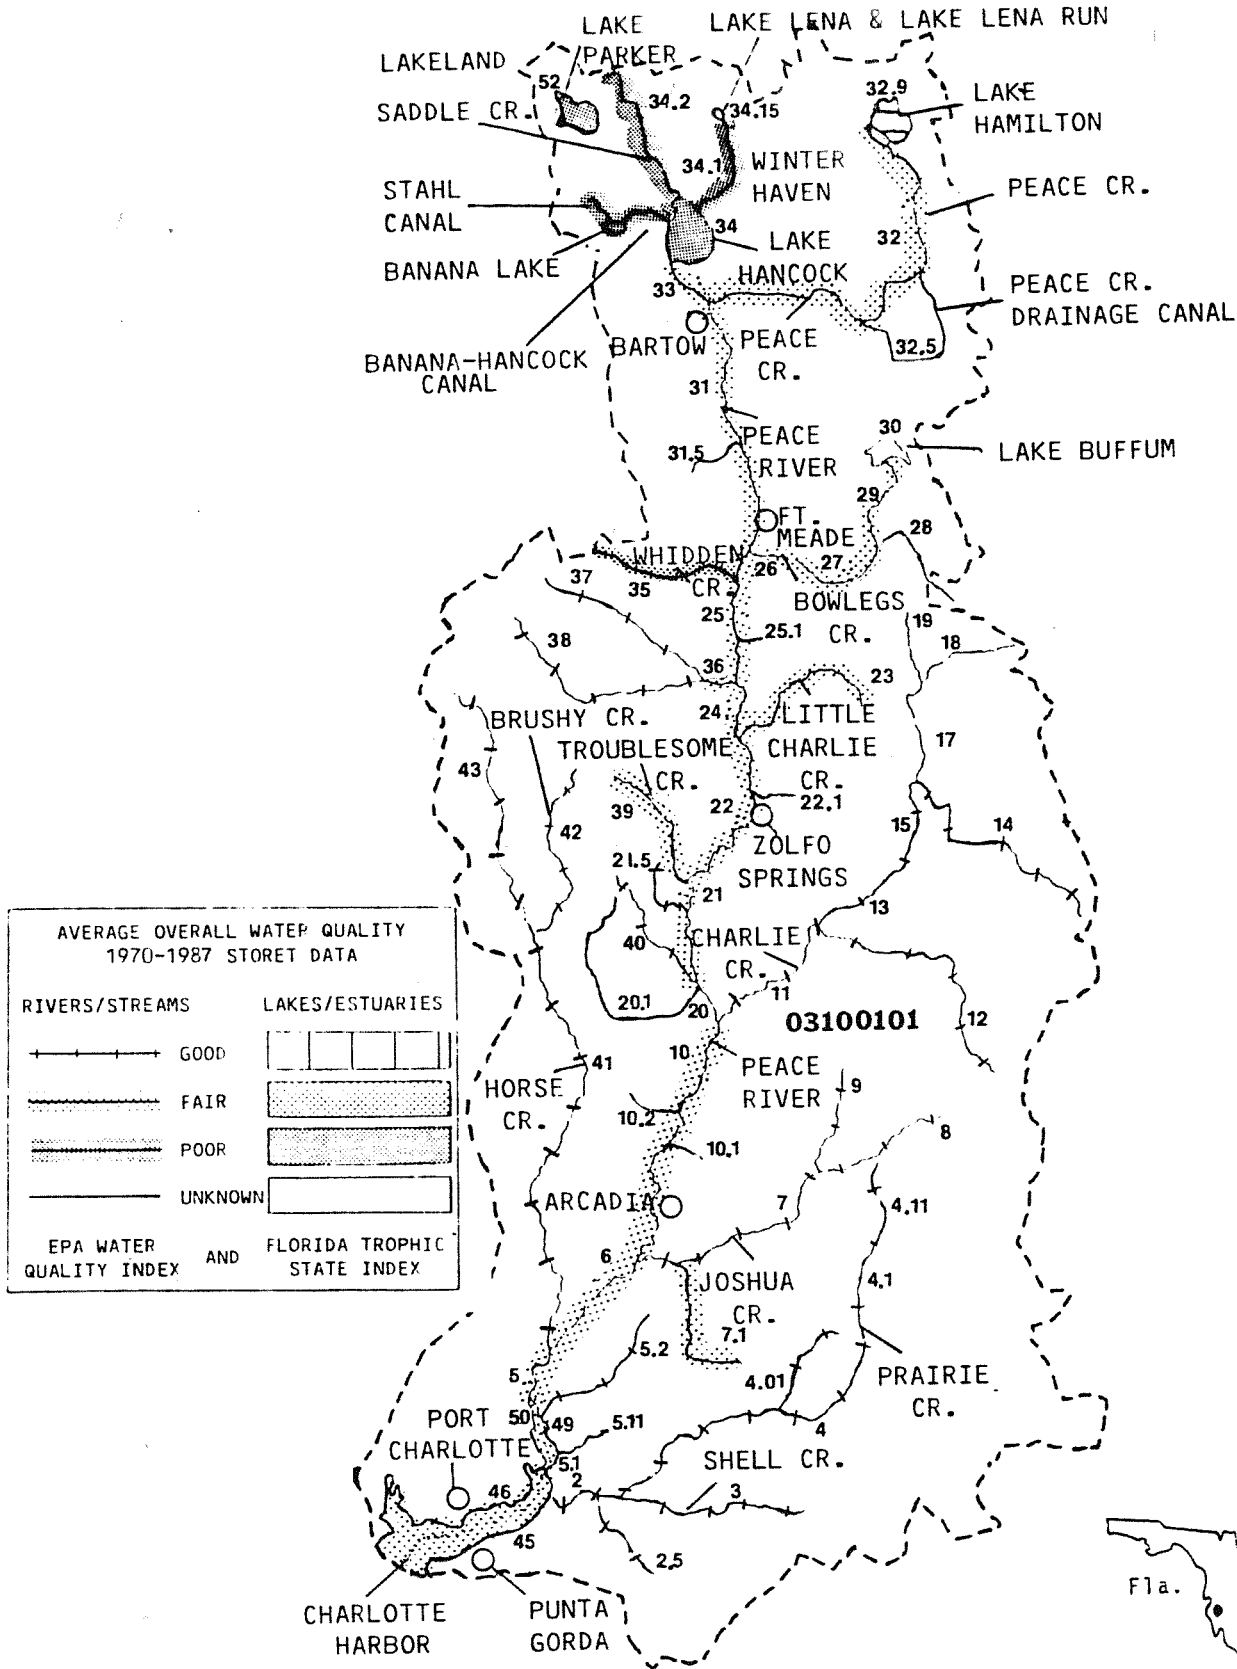 LAKE LENA & LAKE LENA RUN
LAKE
PARKER
LAKELAND
52
34.2
34.15
32.9
LAKE
HAMILTON
SADDLE CR.
34.1
WINTER
HAVEN
STAHL
CANAL
PEACE CR.
34
32
LAKE
HANCOCK
BANANA LAKE
33
PEACE CR.
DRAINAGE CANAL
BARTOW
PEACE
CR.
32.5
BANANA-HANCOCK
CANAL
31
30
PEACE
RIVER
LAKE BUFFUM
31.5
29
FT.
MEADE
28
WHIDDEN
CR.
26
27
37
35
BOWLEGS
CR.
25
25.1
19
18
38
36
23
24
BRUSHY CR.
LITTLE
CHARLIE
CR.
TROUBLESOME
CR.
17
43
39
22
22.1
42
15
14
ZOLFO
SPRINGS
21.5
21
13
CHARLIE
CR.
40
11
20.1
20
03100101
12
AVERAGE OVERALL WATER QUALITY
1970-1987 STORET DATA
RIVERS/STREAMS LAKES/ESTUARIES
GOOD
FAIR
POOR
UNKNOWN
EPA WATER
QUALITY INDEX
AND
FLORIDA TROPHIC
STATE INDEX
10
41
PEACE
RIVER
HORSE
CR.
9
10.2
8
10.1
ARCADIA
7
4.11
6
JOSHUA
CR.
4.1
7.1
5.2
5
4.01
PRAIRIE
CR.
50
49
5.11
4
PORT
CHARLOTTE
5.1
SHELL CR.
2
3
46
45
2.5
Fla.
CHARLOTTE
HARBOR
PUNTA
GORDA